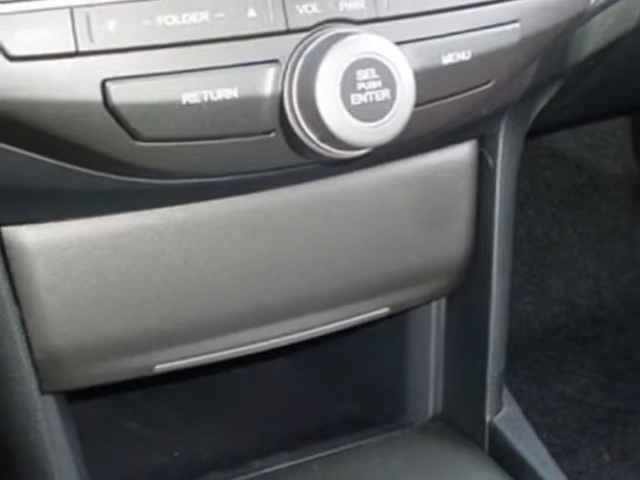 − FOLDER −
VOL PWR
RETURN
SEL
PUSH
ENTER
MENU